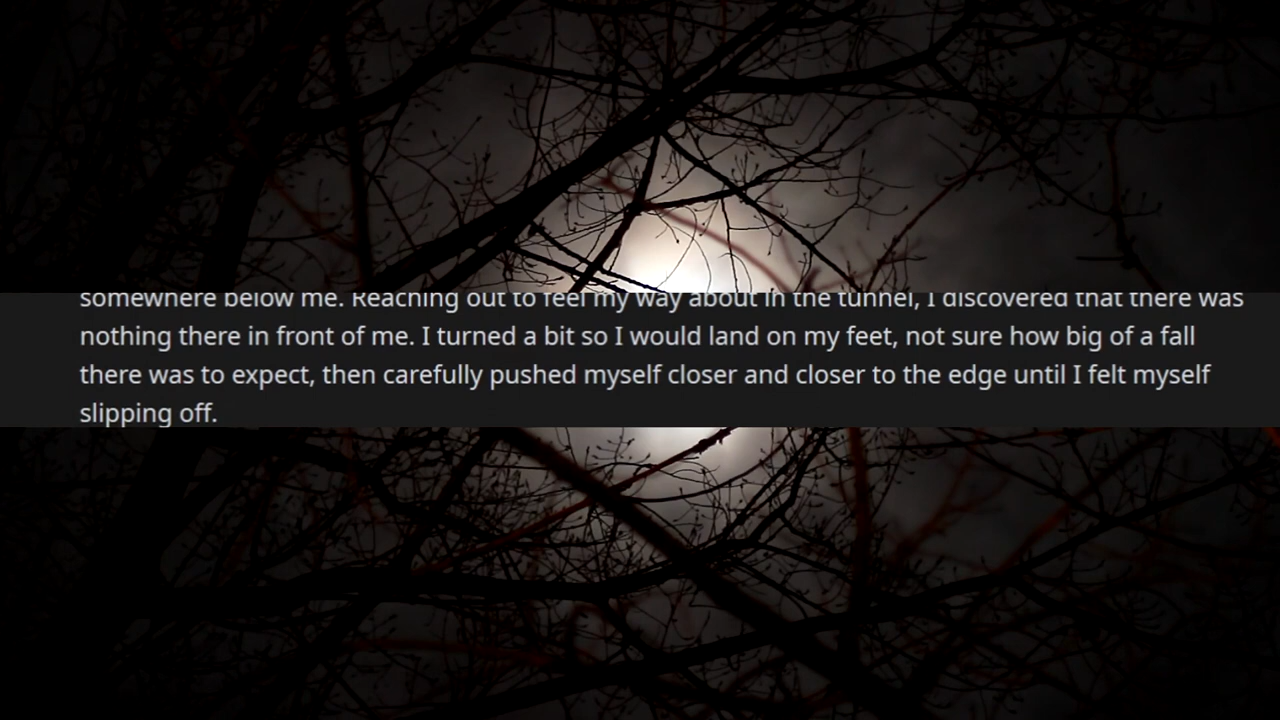 somewhere below me. Reaching out to feel my way about in the tunnel, I discovered that there was
nothing there in front of me. I turned a bit so I would land on my feet, not sure how big of a fall
there was to expect, then carefully pushed myself closer and closer to the edge until I felt myself
slipping off.